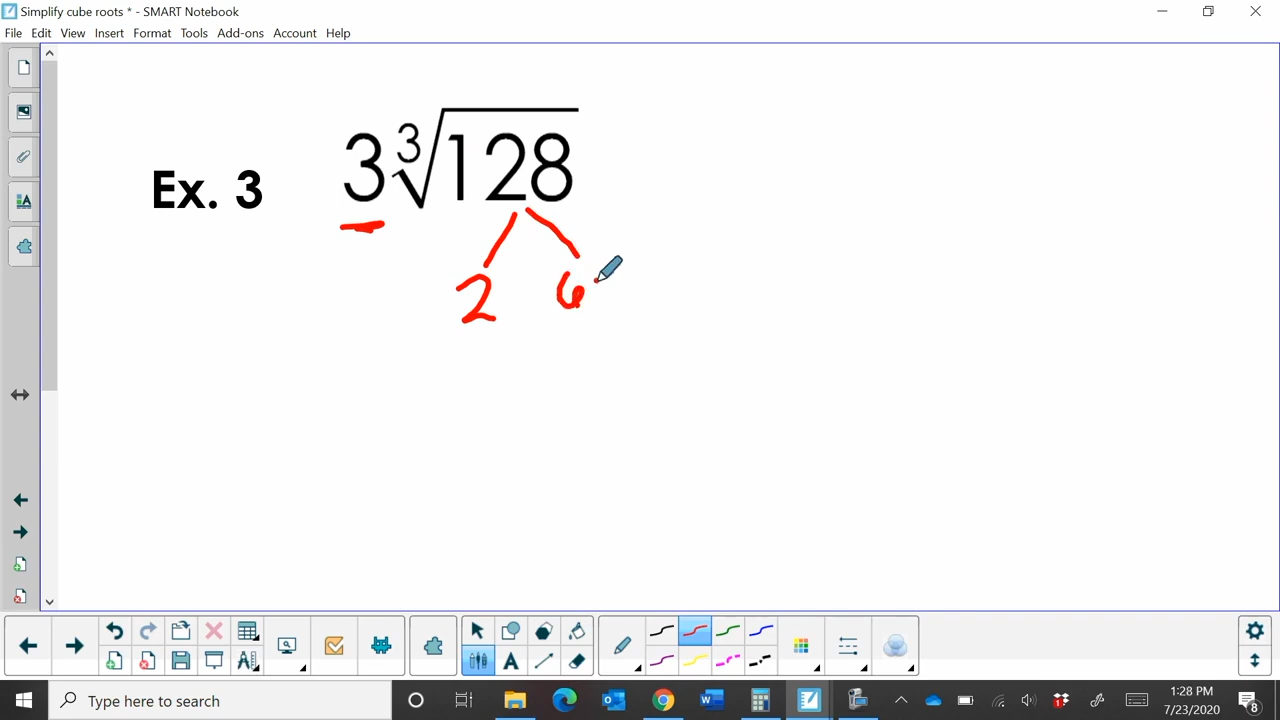 Simplify cube roots * - SMART Notebook
File Edit View Insert Format Tools Add-ons Account Help
Ex. 3 3∛128
2 6
A
Type here to search
1:28 PM
7/23/2020
8